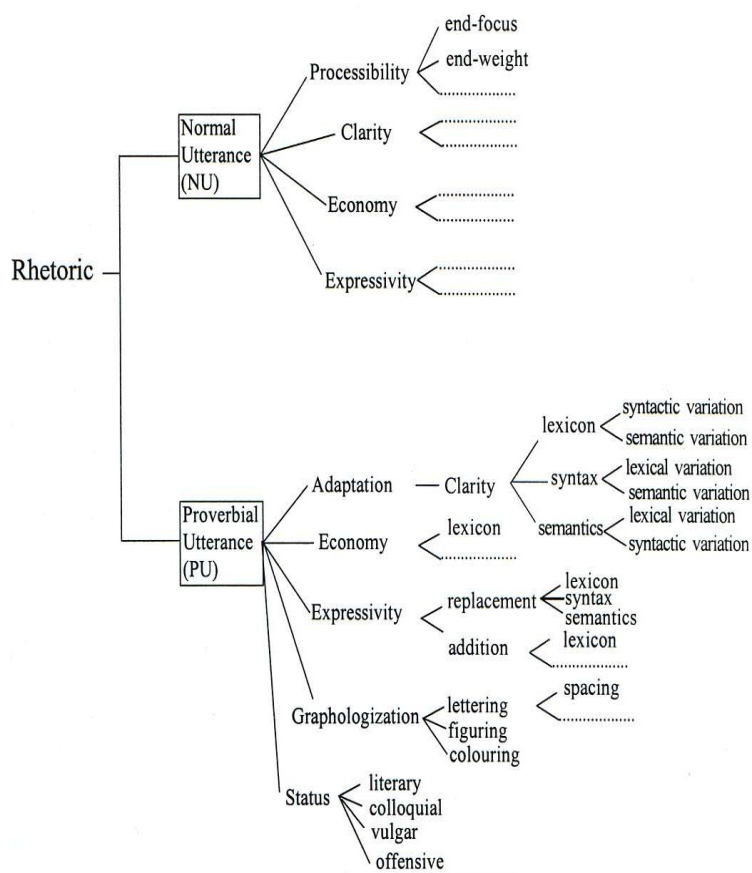 end-focus
Processibility
end-weight
Normal
Utterance
(NU)
Clarity
Economy
Rhetoric
Expressivity
syntactic variation
lexicon
semantic variation
Adaptation
Clarity
syntax
lexical variation
semantic variation
Proverbial
Utterance
(PU)
Economy
lexicon
semantics
lexical variation
syntactic variation
Expressivity
replacement
lexicon
syntax
semantics
addition
lexicon
Graphologization
lettering
figuring
colouring
spacing
Status
literary
colloquial
vulgar
offensive